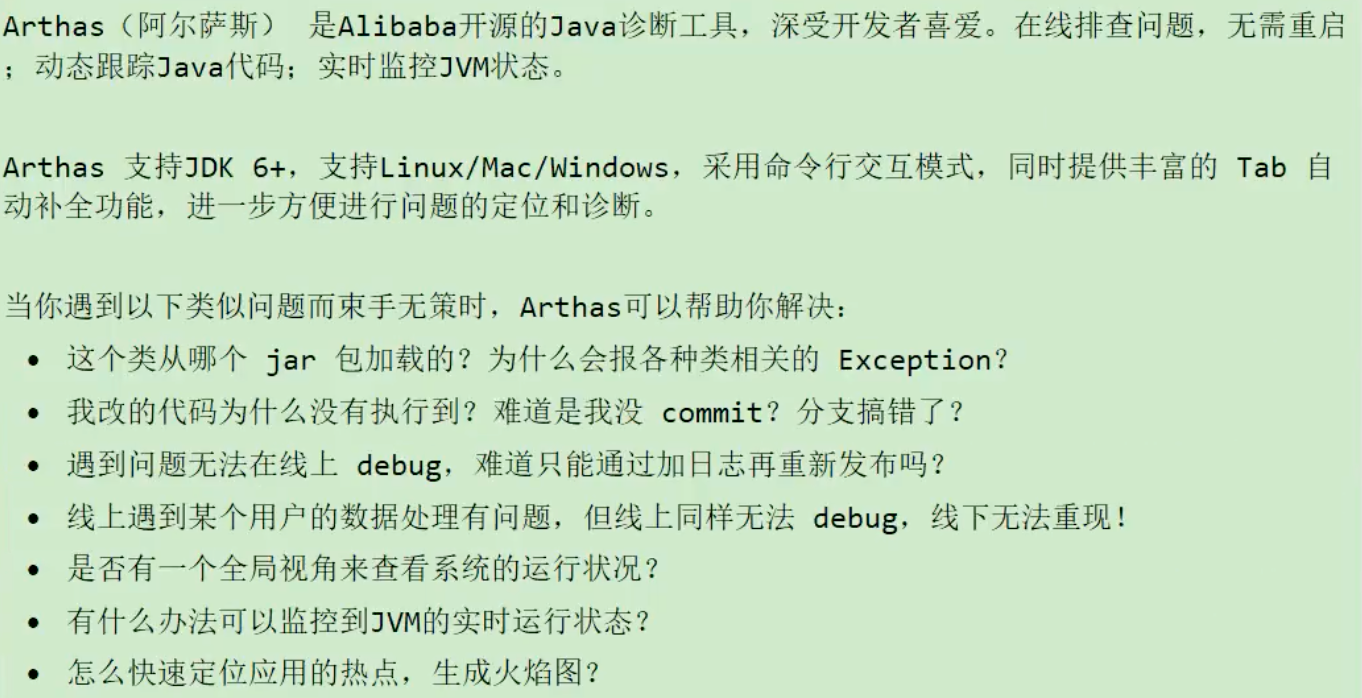 Arthas（阿尔萨斯） 是Alibaba开源的Java诊断工具，深受开发者喜爱。在线排查问题，无需重启
；动态跟踪Java代码；实时监控JVM状态。
Arthas 支持JDK 6+，支持Linux/Mac/Windows，采用命令行交互模式，同时提供丰富的 Tab 自
动补全功能，进一步方便进行问题的定位和诊断。
当你遇到以下类似问题而束手无策时，Arthas可以帮助你解决：
• 这个类从哪个 jar 包加载的？为什么会报各种类相关的 Exception？
• 我改的代码为什么没有执行到？难道是我没 commit？分支搞错了？
• 遇到问题无法在线上 debug，难道只能通过加日志再重新发布吗？
• 线上遇到某个用户的数据处理有问题，但线上同样无法 debug，线下无法重现！
• 是否有一个全局视角来查看系统的运行状况？
• 有什么办法可以监控到JVM的实时运行状态？
• 怎么快速定位应用的热点，生成火焰图？